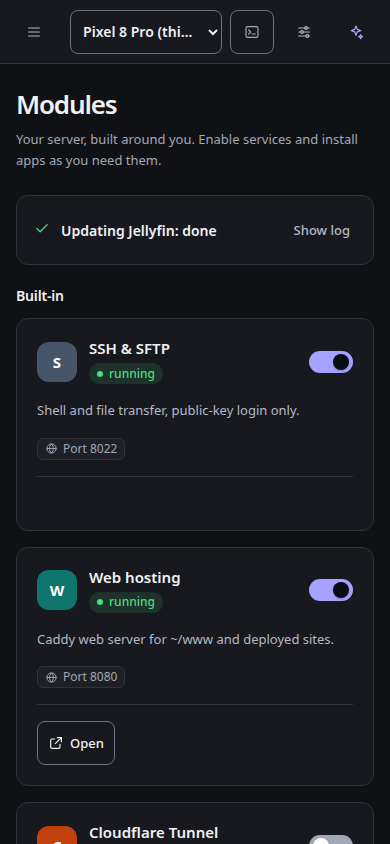 Pixel 8 Pro (thi...
Modules
Your server, built around you. Enable services and install
apps as you need them.
Updating Jellyfin: done
Show log
Built-in
S
SSH & SFTP
running
Shell and file transfer, public-key login only.
Port 8022
W
Web hosting
running
Caddy web server for ~/www and deployed sites.
Port 8080
Open
Cloudflare Tunnel